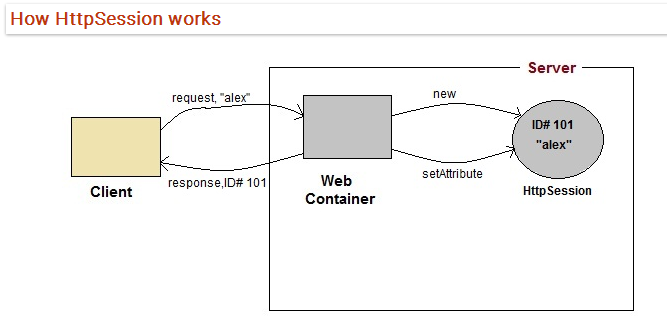 How HttpSession works
Server
request, "alex"
new
ID# 101
"alex"
response,ID# 101
Web
Container
setAttribute
Client
HttpSession